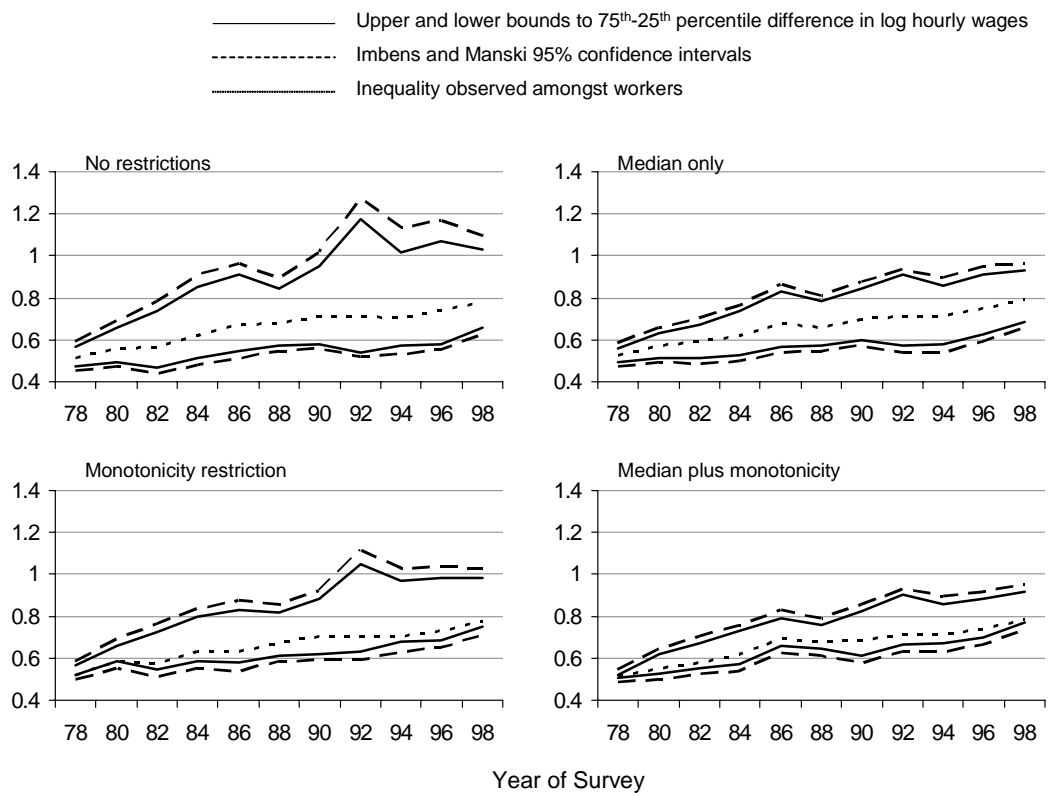 Upper and lower bounds to 75th-25th percentile difference in log hourly wages
Imbens and Manski 95% confidence intervals
Inequality observed amongst workers
No restrictions
1.4
1.2
1
0.8
0.6
0.4
78 80 82 84 86 88 90 92 94 96 98
Median only
1.4
1.2
1
0.8
0.6
0.4
78 80 82 84 86 88 90 92 94 96 98
Monotonicity restriction
1.4
1.2
1
0.8
0.6
0.4
78 80 82 84 86 88 90 92 94 96 98
Median plus monotonicity
1.4
1.2
1
0.8
0.6
0.4
78 80 82 84 86 88 90 92 94 96 98
Year of Survey